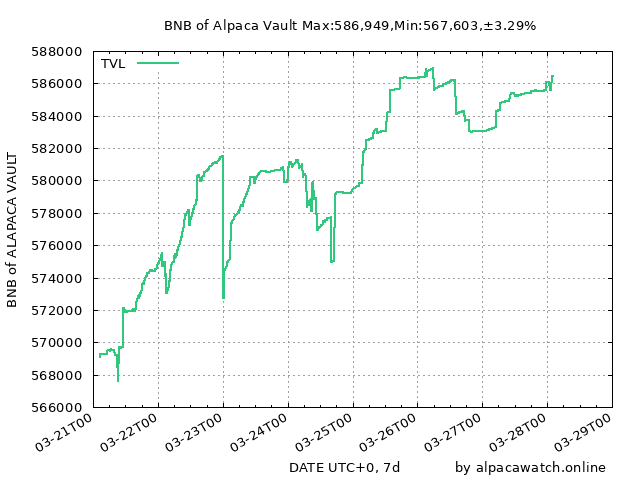 BNB of Alpaca Vault Max:586,949,Min:567,603,±3.29%
TVL
588000
586000
584000
582000
580000
578000
576000
574000
572000
570000
568000
566000
BNB of ALAPACA VAULT
03-21T00
03-22T00
03-23T00
03-24T00
03-25T00
03-26T00
03-27T00
03-28T00
03-29T00
DATE UTC+0, 7d
by alpacawatch.online